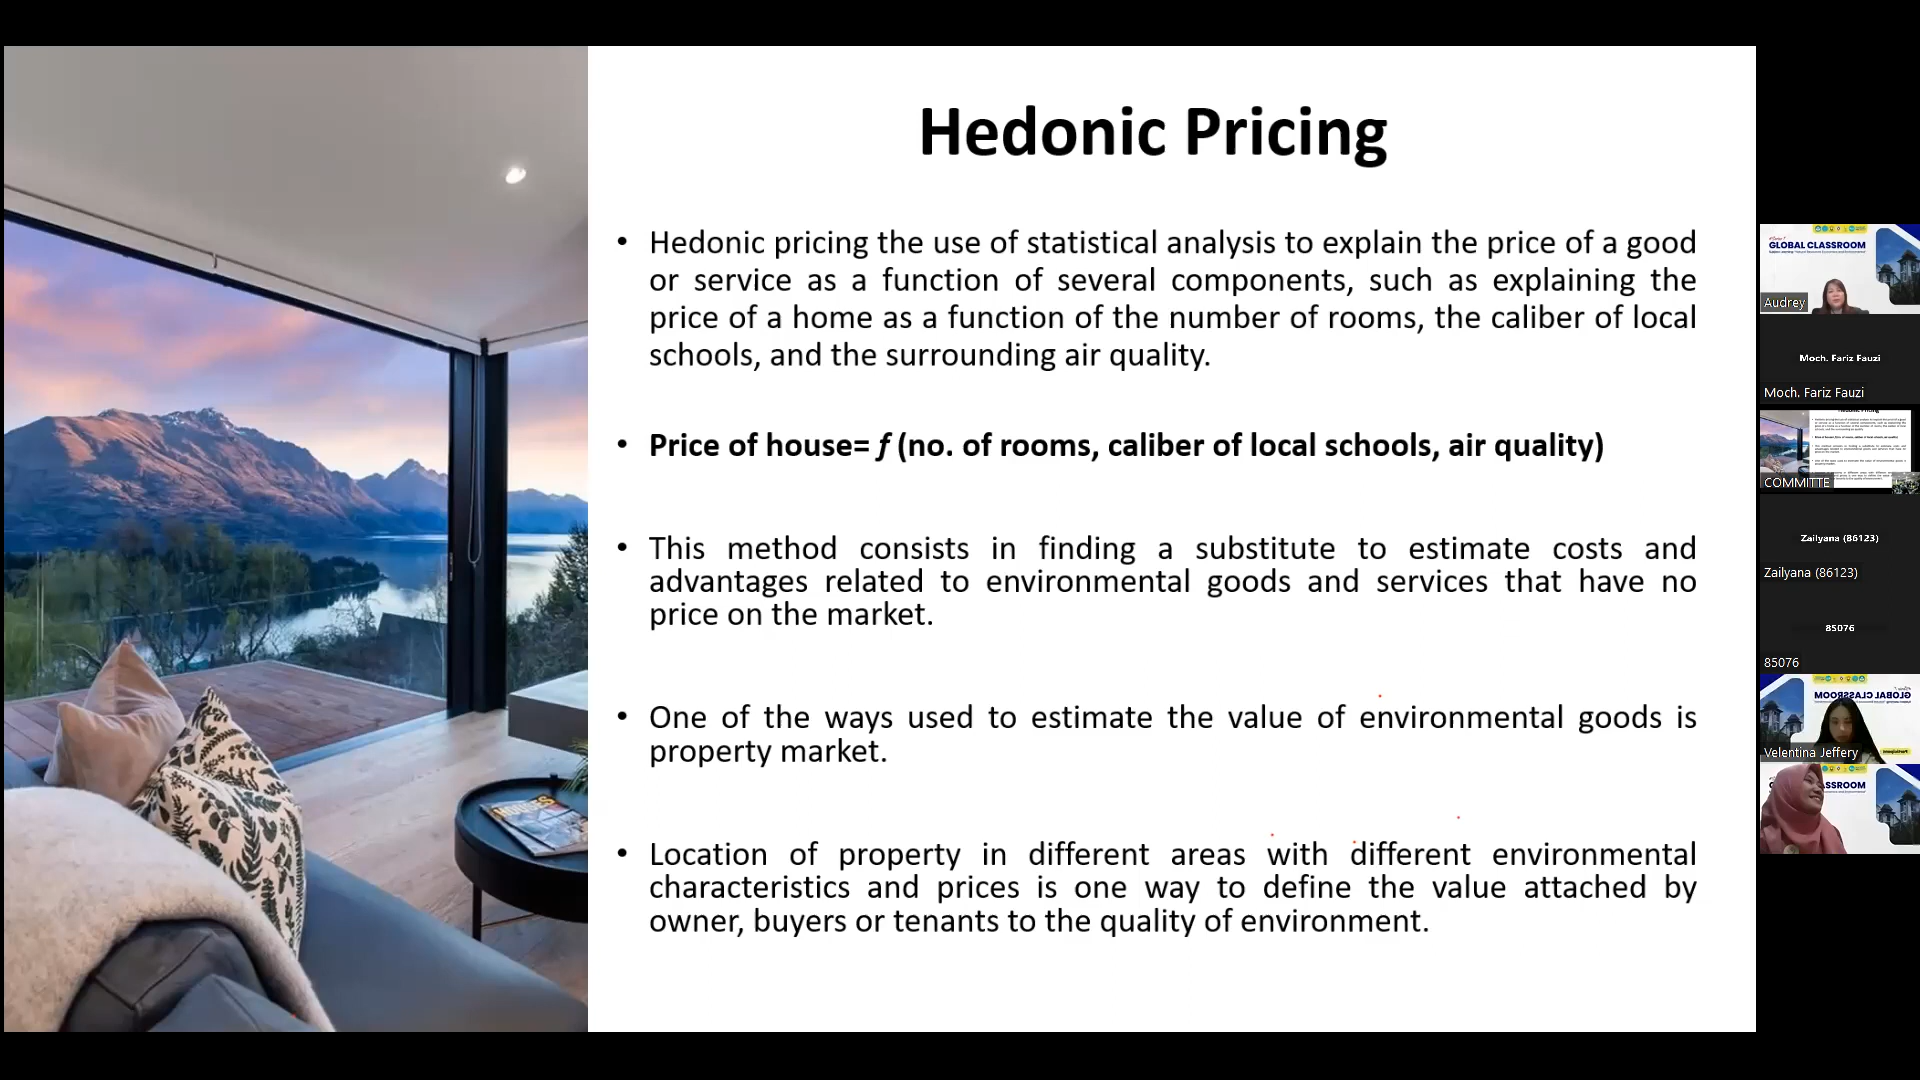 Hedonic Pricing
• Hedonic pricing the use of statistical analysis to explain the price of a good
or service as a function of several components, such as explaining the
price of a home as a function of the number of rooms, the caliber of local
schools, and the surrounding air quality.
• Price of house= f (no. of rooms, caliber of local schools, air quality)
• This method consists in finding a substitute to estimate costs and
advantages related to environmental goods and services that have no
price on the market.
• One of the ways used to estimate the value of environmental goods is
property market.
• Location of property in different areas with different environmental
characteristics and prices is one way to define the value attached by
owner, buyers or tenants to the quality of environment.
GLOBAL CLASSROOM
Audrey
Moch. Fariz Fauzi
Moch. Fariz Fauzi
Hedonic Pricing
COMMITTE
Zailyana (86123)
Zailyana (86123)
85076
85076
GLOBAL CLASSROOM
Velentina Jeffery
SSROOM